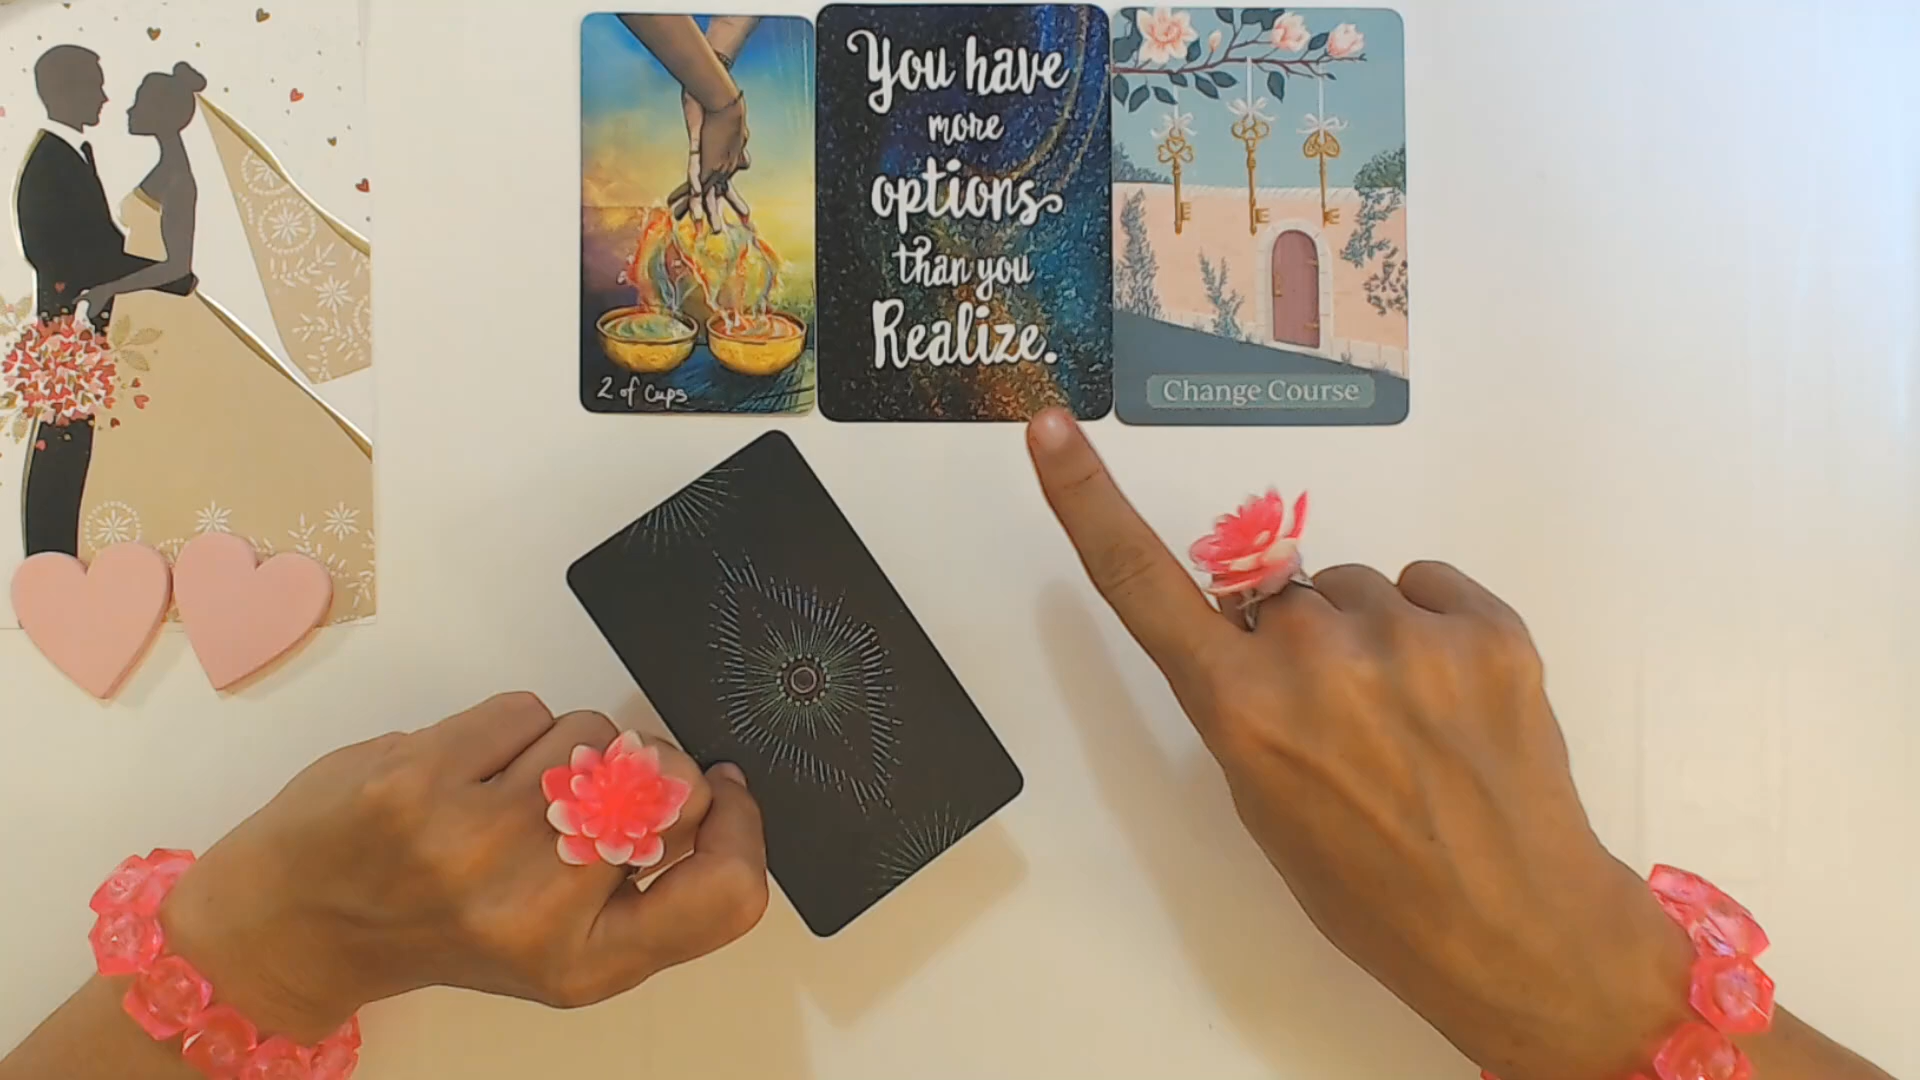 2 of Cups
You have
more
options
than you
Realize.
Change Course